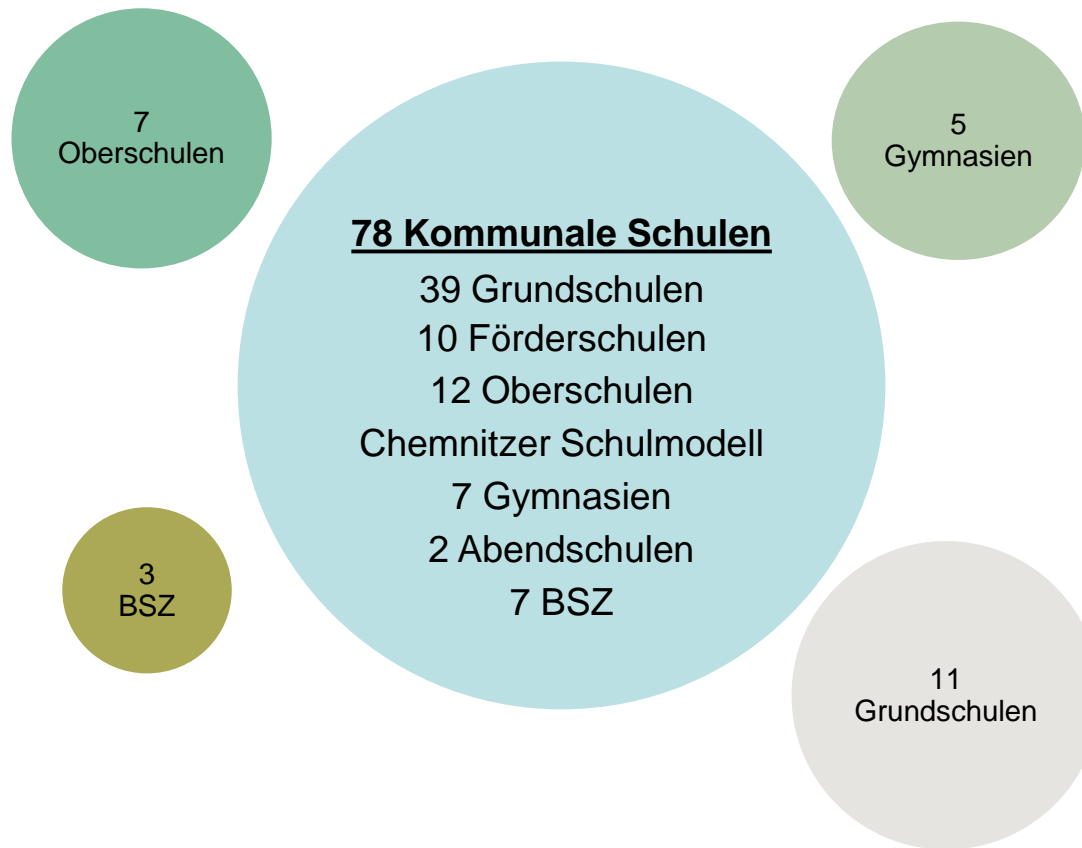 7
Oberschulen
5
Gymnasien
78 Kommunale Schulen
39 Grundschulen
10 Förderschulen
12 Oberschulen
Chemnitzer Schulmodell
7 Gymnasien
2 Abendschulen
7 BSZ
3
BSZ
11
Grundschulen